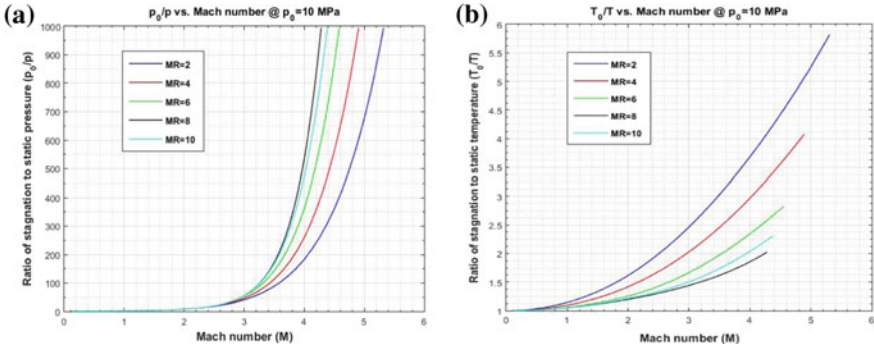 (a)
p0/p vs. Mach number @ p0=10 MPa
Ratio of stagnation to static pressure (p0/p)
1000
900
800
700
600
500
400
300
200
100
0
MR=2
MR=4
MR=6
MR=8
MR=10
0 1 2 3 4 5 6
Mach number (M)
(b)
T0/T vs. Mach number @ p0=10 MPa
Ratio of stagnation to static temperature (T0/T)
6
5.5
5
4.5
4
3.5
3
2.5
2
1.5
1
MR=2
MR=4
MR=6
MR=8
MR=10
0 1 2 3 4 5 6
Mach number (M)